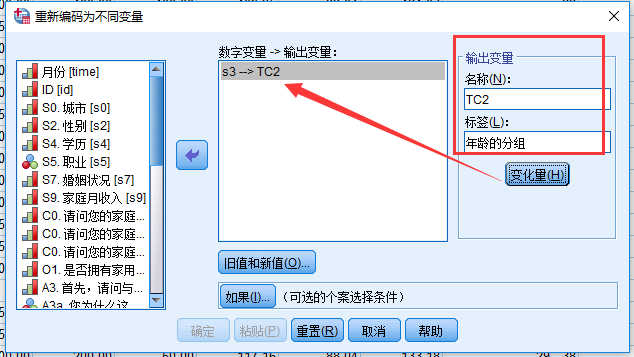 重新编码为不同变量
数字变量 -> 输出变量:
s3 --> TC2
月份 [time]
ID [id]
S0. 城市 [s0]
S2. 性别 [s2]
S4. 学历 [s4]
S5. 职业 [s5]
S7. 婚姻状况 [s7]
S9. 家庭月收入 [s9]
C0. 请问您的家庭...
C0. 请问您的家庭...
C0. 请问您的家庭...
O1. 是否拥有家用...
A3. 首先，请问与...
A3a. 您为什么这...
输出变量
名称(N):
TC2
标签(L):
年龄的分组
变化量(H)
旧值和新值(O)...
如果(I)... (可选的个案选择条件)
确定 粘贴(P) 重置(R) 取消 帮助